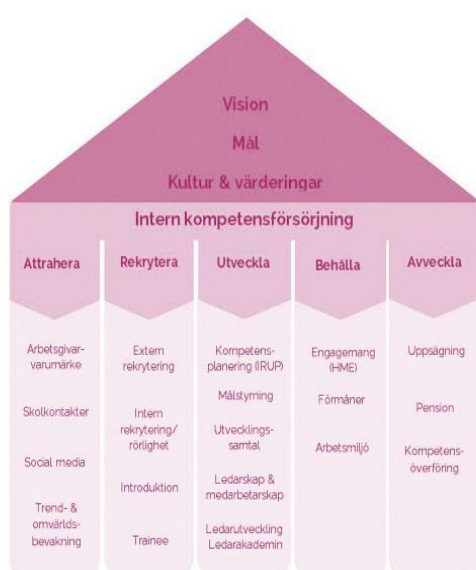 Vision
Mål
Kultur & värderingar
Intern kompetensförsörjning
Attrahera
Arbetsgivar-
varumärke
Skolkontakter
Social media
Trend- &
omvärlds-
bevakning
Rekrytera
Extern
rekrytering
Intern
rekrytering/
rörlighet
Introduktion
Trainee
Utveckla
Kompetens-
planering (IRUP)
Målstyrning
Utvecklings-
samtal
Ledarskap &
medarbetarskap
Ledarutveckling
Ledarakademin
Behålla
Engagemang
(HME)
Förmåner
Arbetsmiljö
Avveckla
Uppsägning
Pension
Kompetens-
överföring